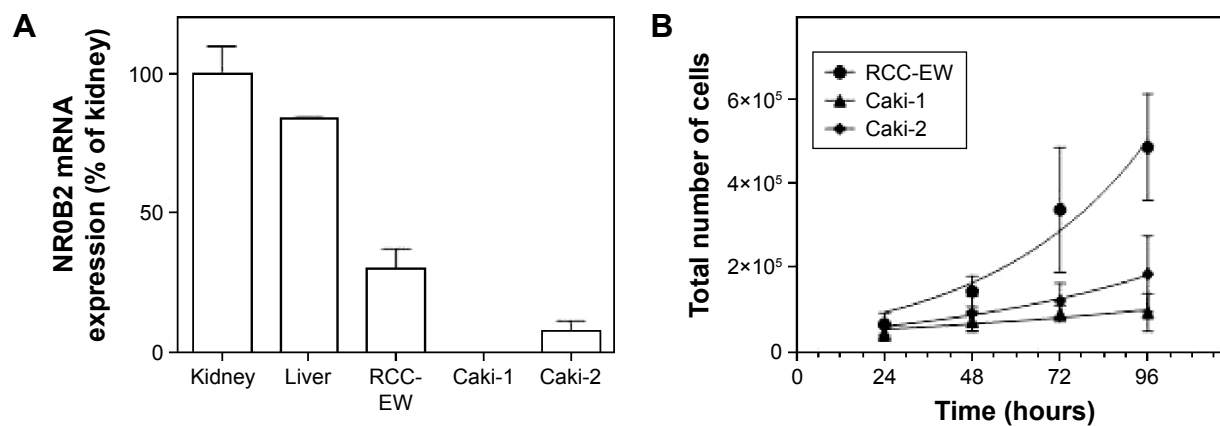 A
NR0B2 mRNA
expression (% of kidney)
100
50
0
Kidney
Liver
RCC-
EW
Caki-1
Caki-2
B
Total number of cells
RCC-EW
Caki-1
Caki-2
6×10⁵
4×10⁵
2×10⁵
0
0
24
48
72
96
Time (hours)